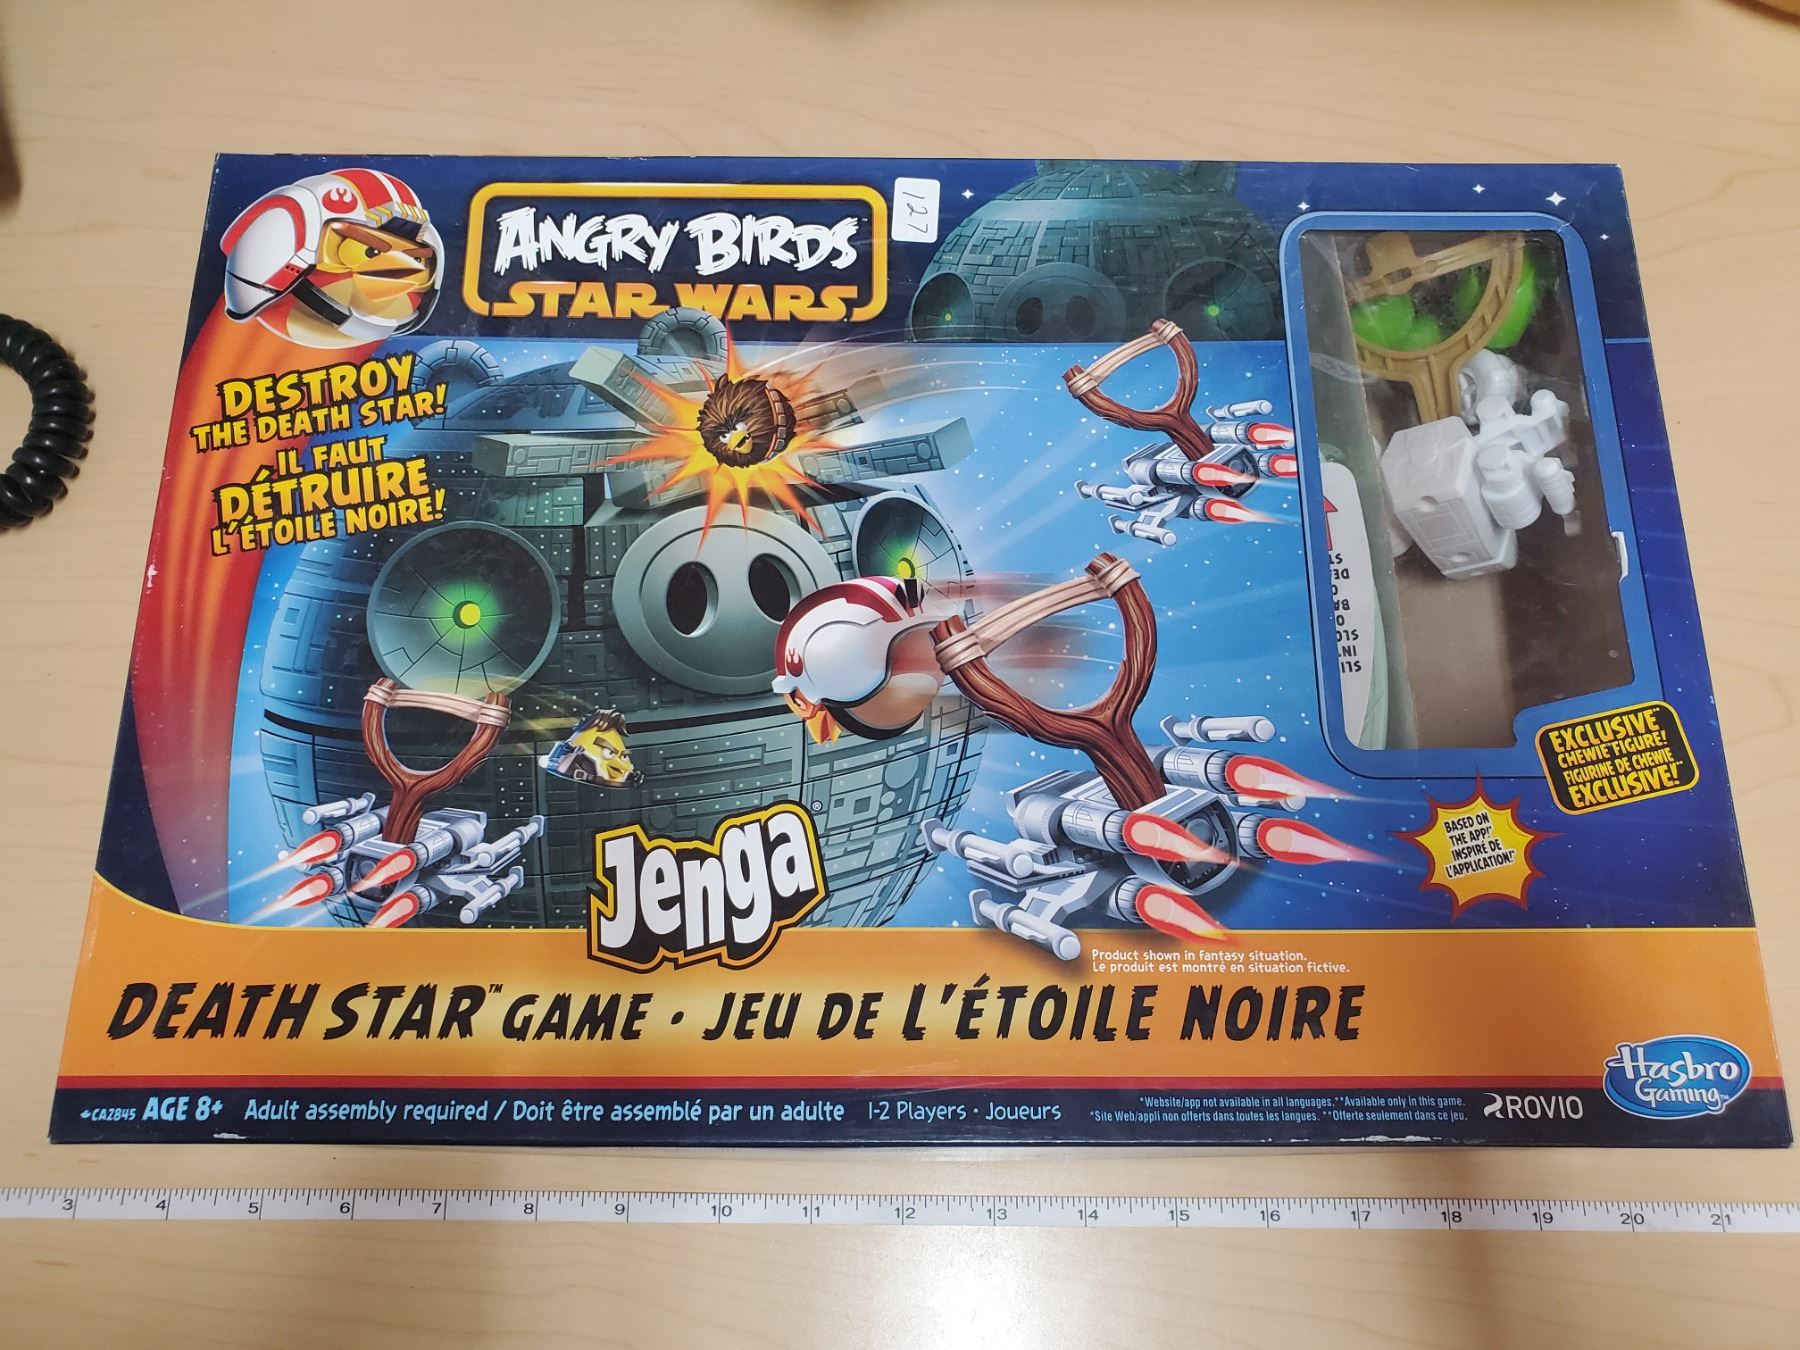 ANGRY BIRDS™
STAR WARS
127
DESTROY
THE DEATH STAR!
IL FAUT
DÉTRUIRE
L'ÉTOILE NOIRE!
EXCLUSIVE**
CHEWIE™ FIGURE!
FIGURINE DE CHEWIE
EXCLUSIVE!**
BASED ON
THE APP!*
INSPIRÉ DE
L'APPLICATION!*
Jenga®
Product shown in fantasy situation.
Le produit est montré en situation fictive.
DEATH STAR™ GAME • JEU DE L'ÉTOILE NOIRE
Hasbro
Gaming™
CA2845 AGE 8+ Adult assembly required / Doit être assemblé par un adulte 1-2 Players • Joueurs
*Website/app not available in all languages. **Available only in this game.
*Site Web/appli non offerts dans toutes les langues. **Offerte seulement dans ce jeu.
ROVIO
3 4 5 6 7 8 9 10 11 12 13 14 15 16 17 18 19 20 21